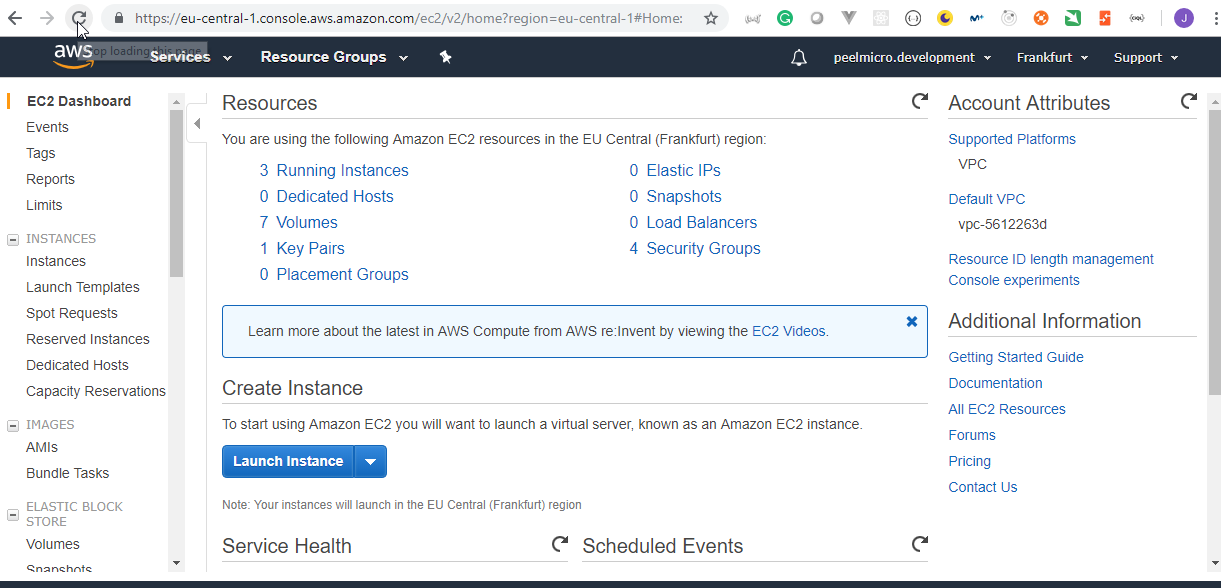 https://eu-central-1.console.aws.amazon.com/ec2/v2/home?region=eu-central-1#Home:
J
loading this page
aws
Services
Resource Groups
peelmicro.development
Frankfurt
Support
EC2 Dashboard
Events
Tags
Reports
Limits
INSTANCES
Instances
Launch Templates
Spot Requests
Reserved Instances
Dedicated Hosts
Capacity Reservations
IMAGES
AMIs
Bundle Tasks
ELASTIC BLOCK
STORE
Volumes
Snapshots
Resources
You are using the following Amazon EC2 resources in the EU Central (Frankfurt) region:
3 Running Instances
0 Elastic IPs
0 Dedicated Hosts
0 Snapshots
7 Volumes
0 Load Balancers
1 Key Pairs
4 Security Groups
0 Placement Groups
Learn more about the latest in AWS Compute from AWS re:Invent by viewing the EC2 Videos.
Create Instance
To start using Amazon EC2 you will want to launch a virtual server, known as an Amazon EC2 instance.
Launch Instance
Note: Your instances will launch in the EU Central (Frankfurt) region
Service Health
Scheduled Events
Account Attributes
Supported Platforms
VPC
Default VPC
vpc-5612263d
Resource ID length management
Console experiments
Additional Information
Getting Started Guide
Documentation
All EC2 Resources
Forums
Pricing
Contact Us